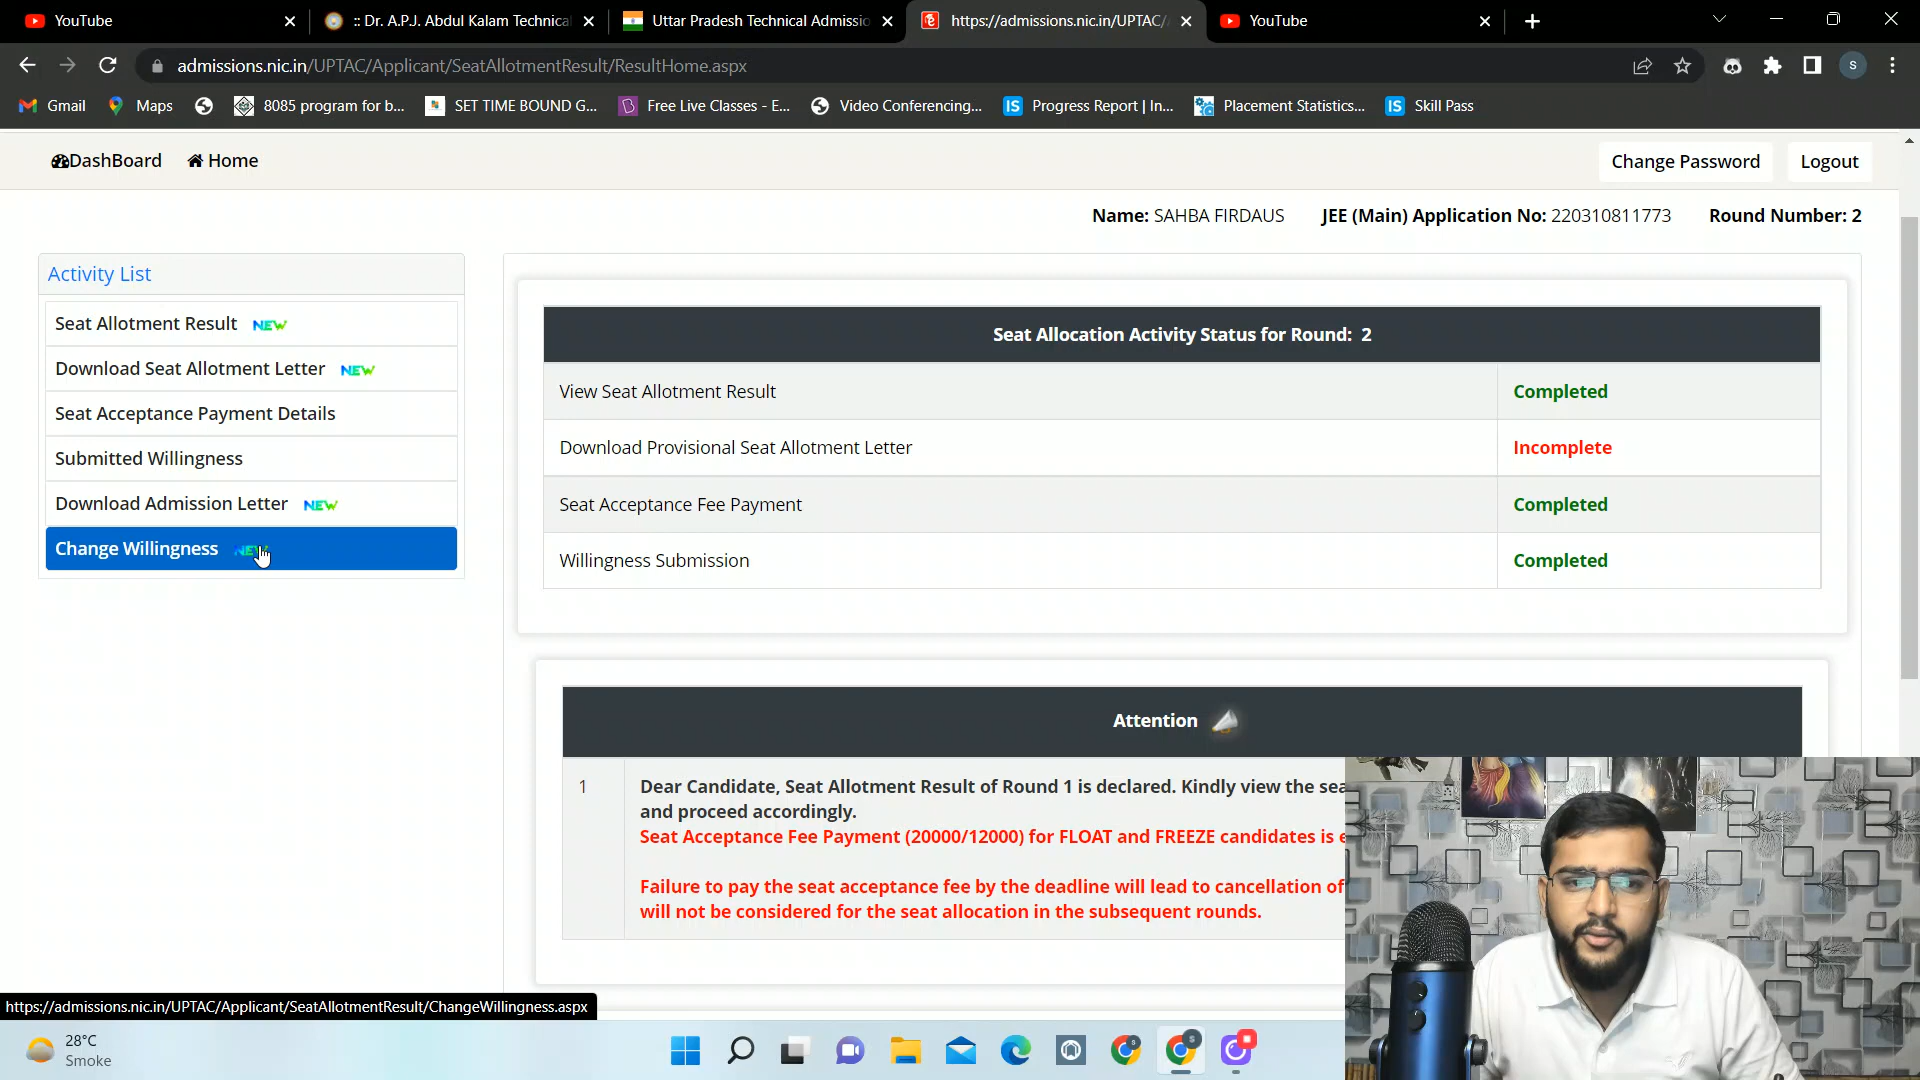 YouTube
:: Dr. A.P.J. Abdul Kalam Technical
Uttar Pradesh Technical Admissio
https://admissions.nic.in/UPTAC/
YouTube
admissions.nic.in/UPTAC/Applicant/SeatAllotmentResult/ResultHome.aspx
S
Gmail
Maps
8085 program for b...
SET TIME BOUND G...
Free Live Classes - E...
Video Conferencing...
IS Progress Report | In...
Placement Statistics...
IS Skill Pass
DashBoard
Home
Change Password
Logout
Name: SAHBA FIRDAUS
JEE (Main) Application No: 220310811773
Round Number: 2
Activity List
Seat Allotment Result NEW
Download Seat Allotment Letter NEW
Seat Acceptance Payment Details
Submitted Willingness
Download Admission Letter NEW
Change Willingness NEW
Seat Allocation Activity Status for Round: 2
View Seat Allotment Result Completed
Download Provisional Seat Allotment Letter Incomplete
Seat Acceptance Fee Payment Completed
Willingness Submission Completed
Attention
1
Dear Candidate, Seat Allotment Result of Round 1 is declared. Kindly view the sea
and proceed accordingly.
Seat Acceptance Fee Payment (20000/12000) for FLOAT and FREEZE candidates is
Failure to pay the seat acceptance fee by the deadline will lead to cancellation of
will not be considered for the seat allocation in the subsequent rounds.
https://admissions.nic.in/UPTAC/Applicant/SeatAllotmentResult/ChangeWillingness.aspx
28°C
Smoke